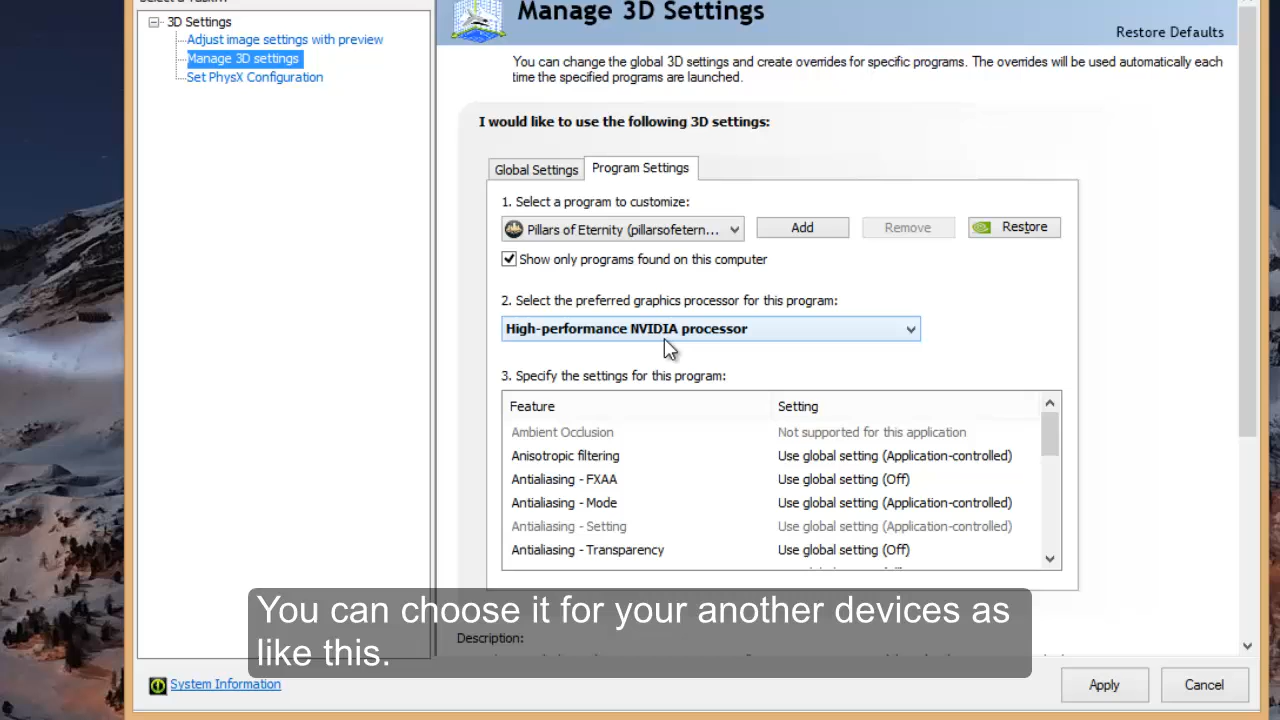 3D Settings
Adjust image settings with preview
Manage 3D settings
Set PhysX Configuration
System Information
Manage 3D Settings
Restore Defaults
You can change the global 3D settings and create overrides for specific programs. The overrides will be used automatically each
time the specified programs are launched.
I would like to use the following 3D settings:
Global Settings
Program Settings
1. Select a program to customize:
Pillars of Eternity (pillarsofetern...
Add
Remove
Restore
Show only programs found on this computer
2. Select the preferred graphics processor for this program:
High-performance NVIDIA processor
3. Specify the settings for this program:
Feature Setting
Ambient Occlusion Not supported for this application
Anisotropic filtering Use global setting (Application-controlled)
Antialiasing - FXAA Use global setting (Off)
Antialiasing - Mode Use global setting (Application-controlled)
Antialiasing - Setting Use global setting (Application-controlled)
Antialiasing - Transparency Use global setting (Off)
Description:
You can choose it for your another devices as
like this.
Apply
Cancel